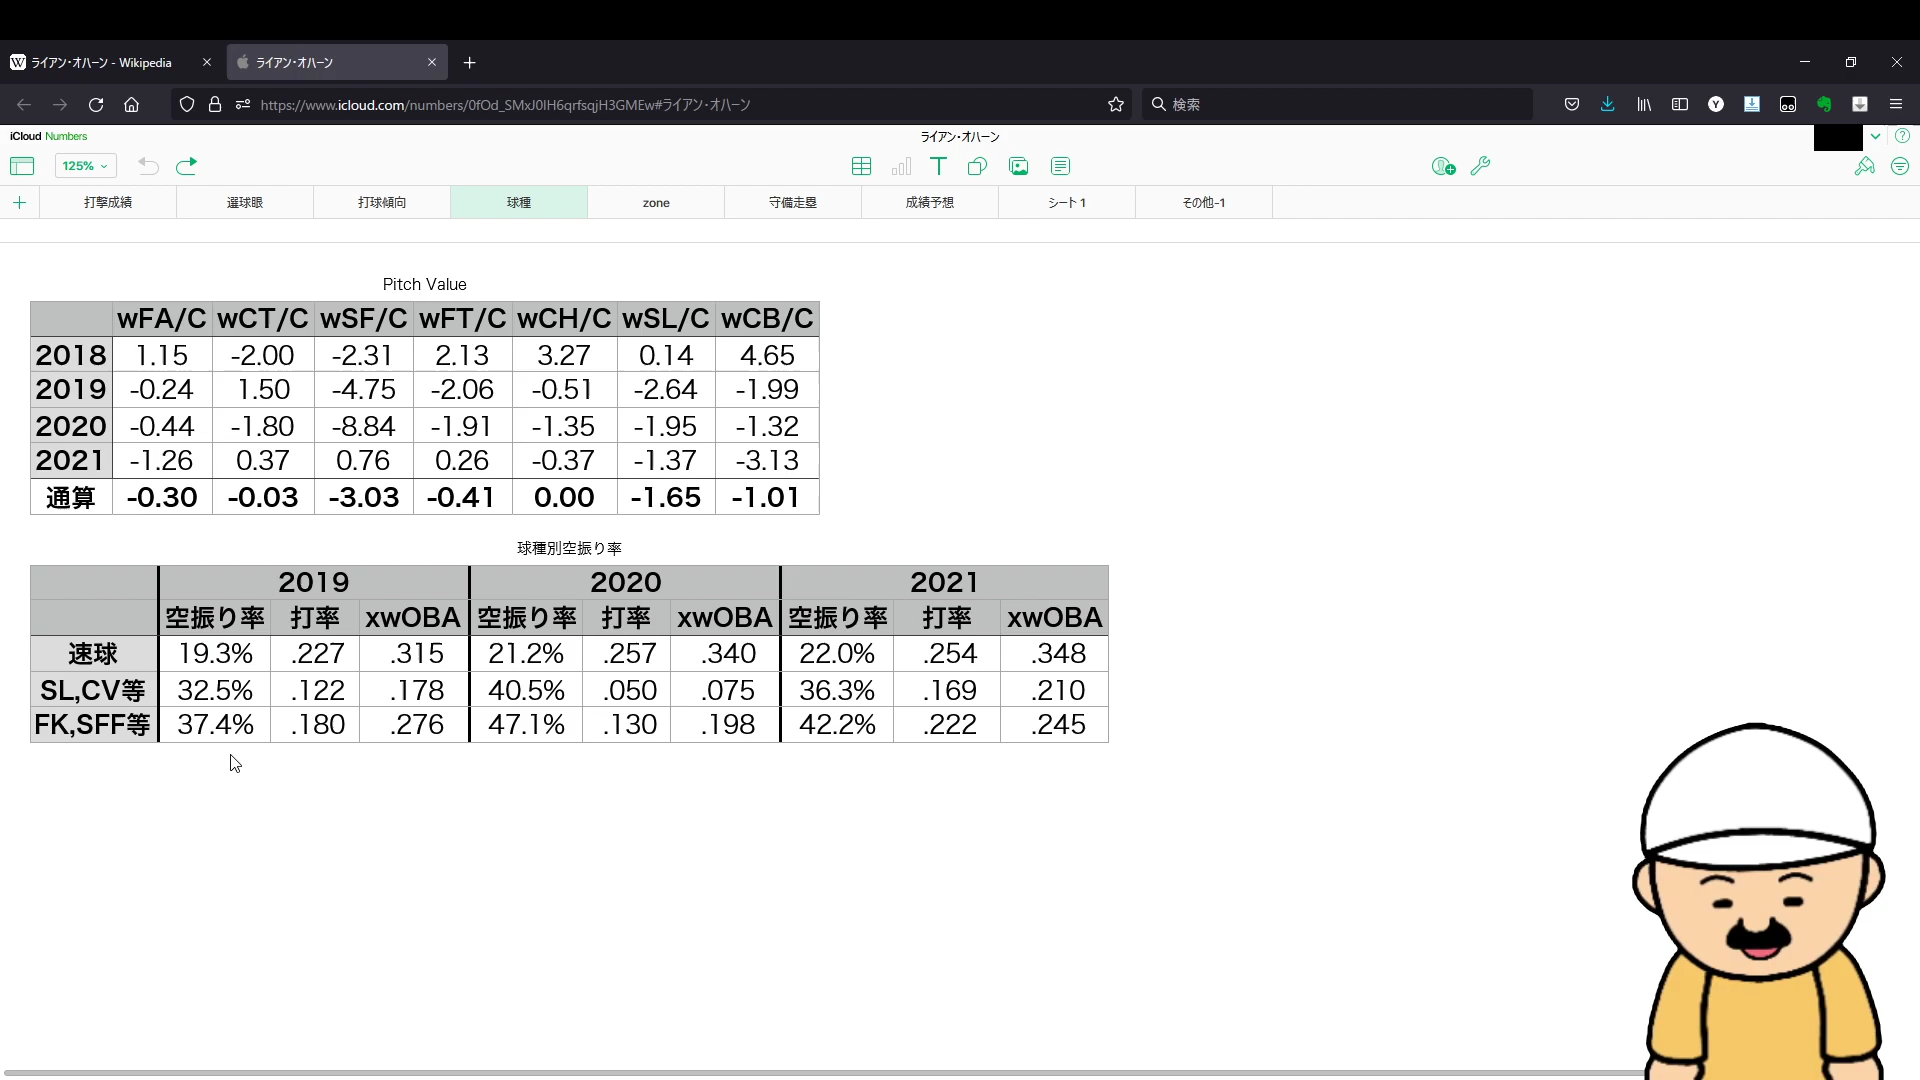 ライアン・オハーン - Wikipedia
ライアン・オハーン
https://www.icloud.com/numbers/0fOd_SMxJ0lH6qrfsqjH3GMEw#ライアン・オハーン
検索
iCloud Numbers
ライアン・オハーン
125%
打撃成績 選球眼 打球傾向 球種 zone 守備走塁 成績予想 シート 1 その他-1
Pitch Value
wFA/C wCT/C wSF/C wFT/C wCH/C wSL/C wCB/C
2018 1.15 -2.00 -2.31 2.13 3.27 0.14 4.65
2019 -0.24 1.50 -4.75 -2.06 -0.51 -2.64 -1.99
2020 -0.44 -1.80 -8.84 -1.91 -1.35 -1.95 -1.32
2021 -1.26 0.37 0.76 0.26 -0.37 -1.37 -3.13
通算 -0.30 -0.03 -3.03 -0.41 0.00 -1.65 -1.01
球種別空振り率
2019 2020 2021
空振り率 打率 xwOBA 空振り率 打率 xwOBA 空振り率 打率 xwOBA
速球 19.3% .227 .315 21.2% .257 .340 22.0% .254 .348
SL,CV等 32.5% .122 .178 40.5% .050 .075 36.3% .169 .210
FK,SFF等 37.4% .180 .276 47.1% .130 .198 42.2% .222 .245